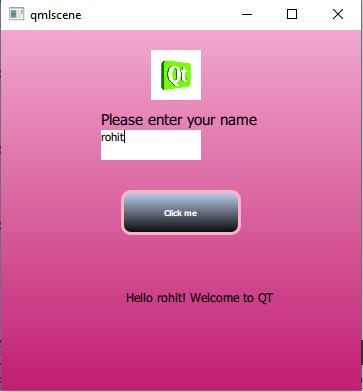 qmlscene
Qt
Please enter your name
rohit
Click me
Hello rohit! Welcome to QT